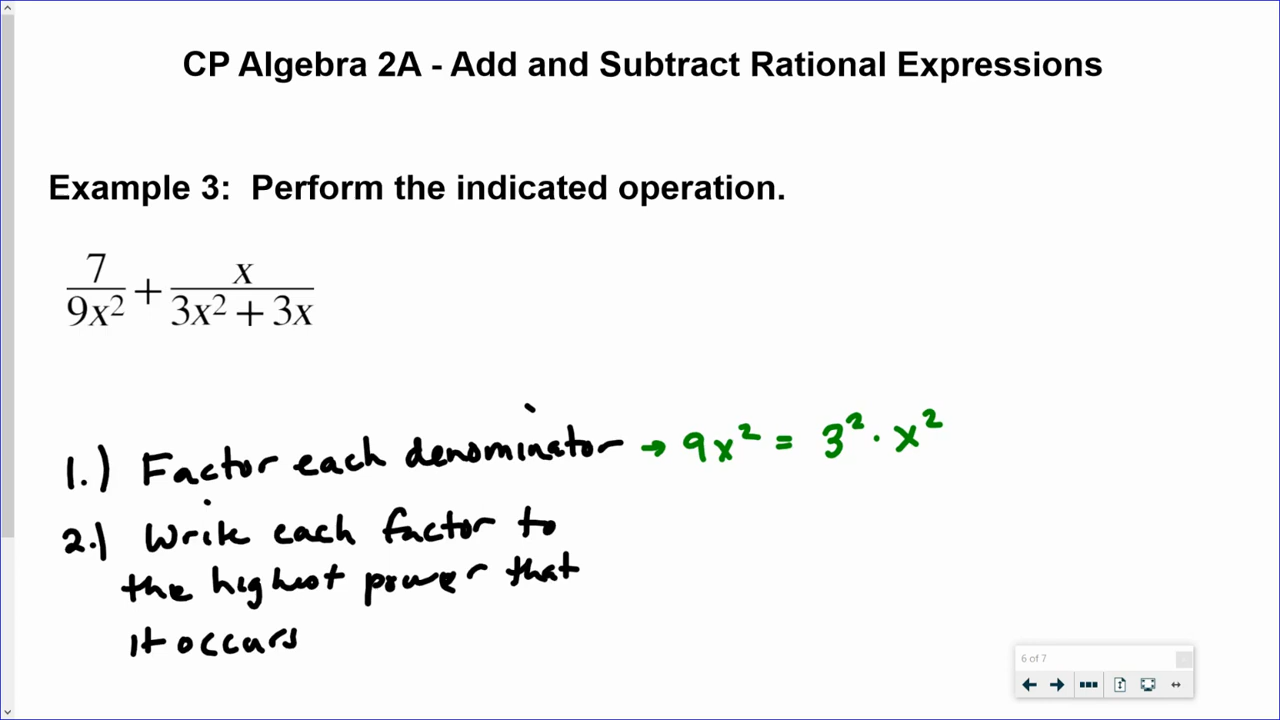 CP Algebra 2A - Add and Subtract Rational Expressions
Example 3: Perform the indicated operation.
7/9x² + x/3x² + 3x
1.) Factor each denominator → 9x² = 3² · x²
2.) Write each factor to
the highest power that
it occurs
6 of 7